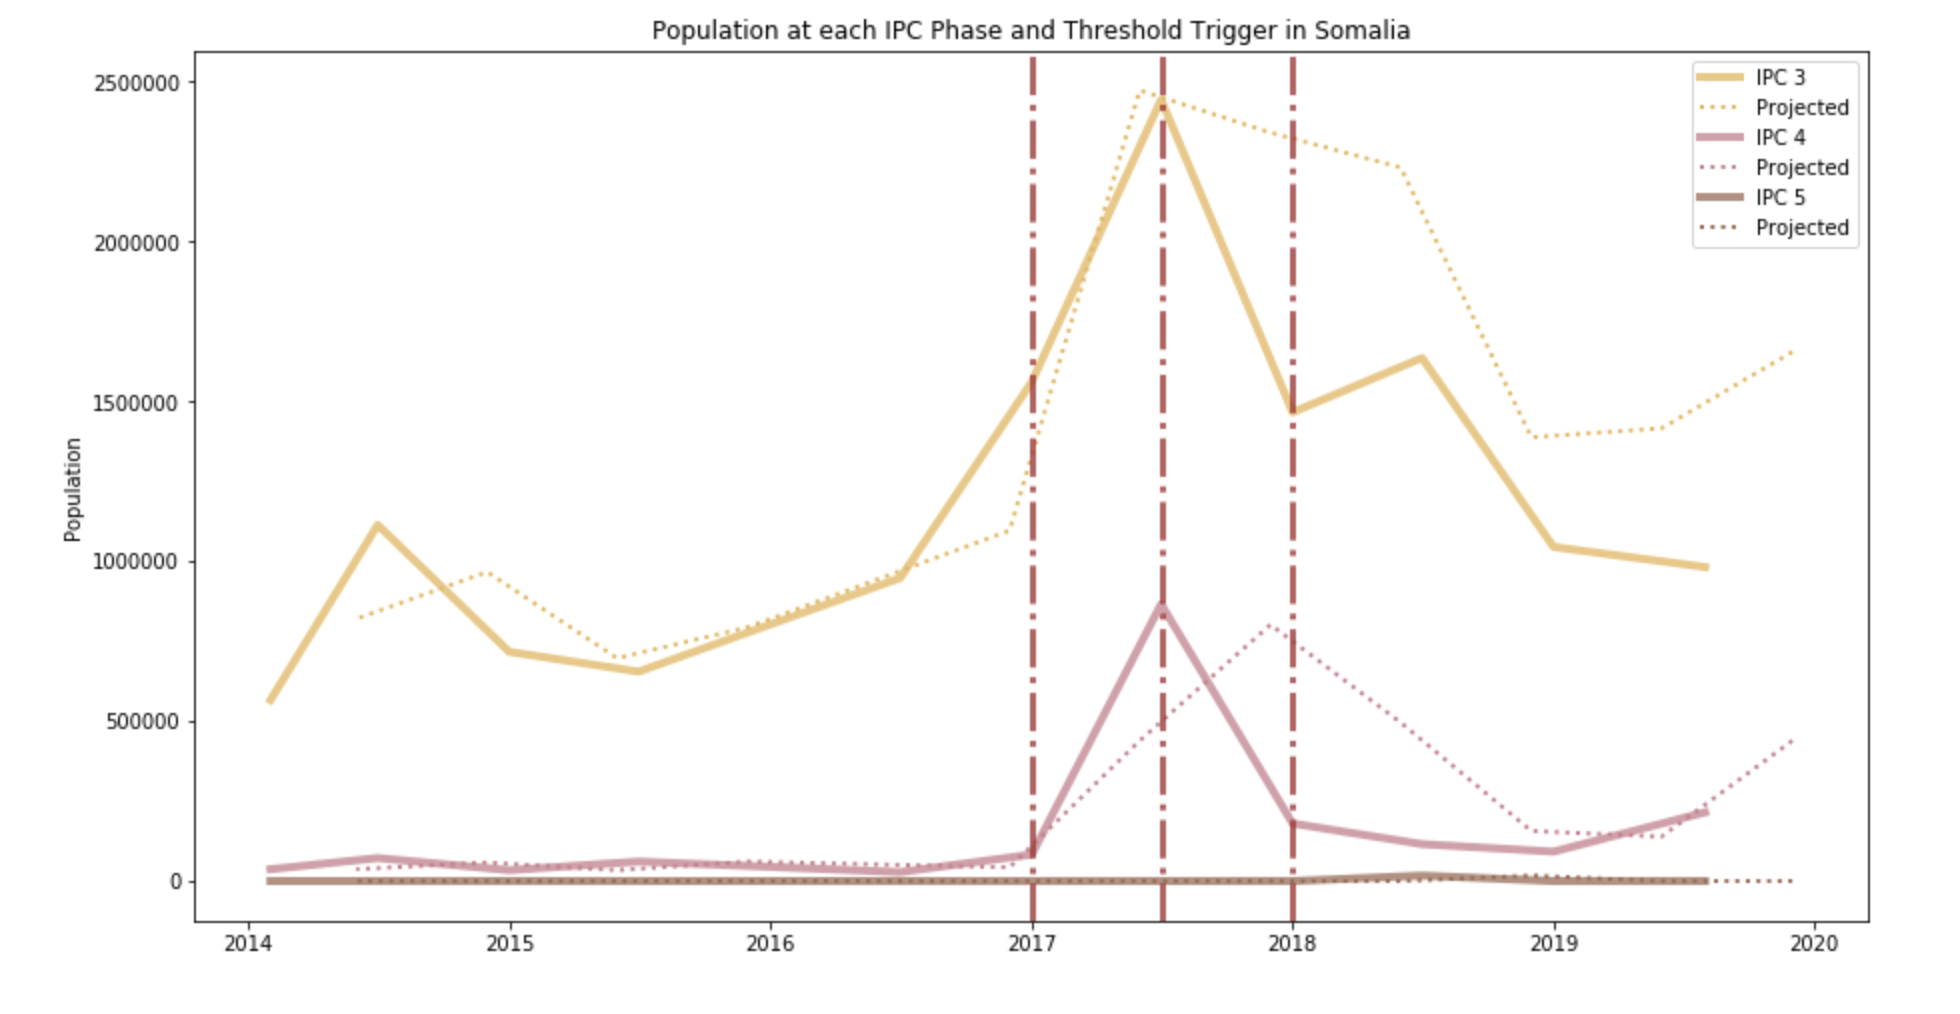 Population at each IPC Phase and Threshold Trigger in Somalia
2500000
2000000
1500000
1000000
500000
0
Population
2014
2015
2016
2017
2018
2019
2020
IPC 3
Projected
IPC 4
Projected
IPC 5
Projected